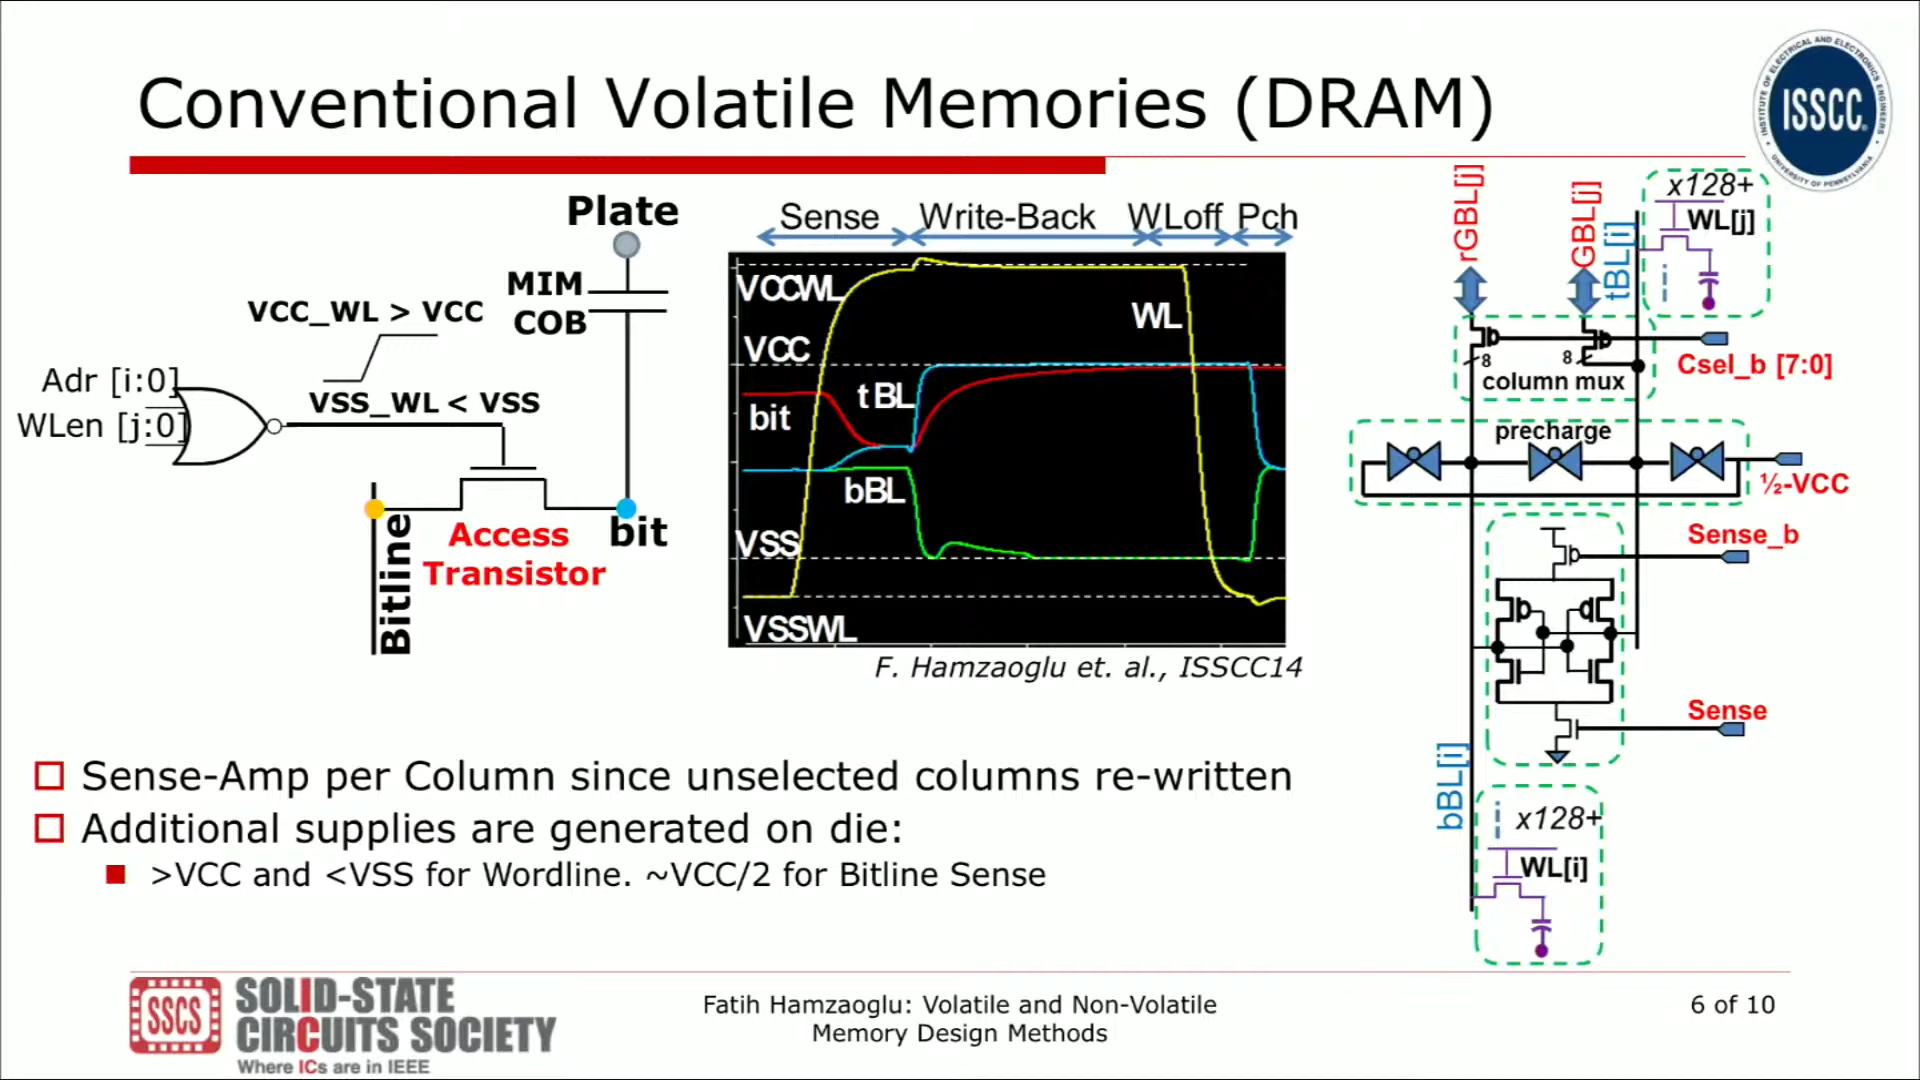 Conventional Volatile Memories (DRAM)
INSTITUTE OF ELECTRICAL AND ELECTRONICS ENGINEERS
ISSCC
UNIVERSITY OF PENNSYLVANIA
Plate
MIM
COB
VCC_WL > VCC
Adr [i:0]
WLen [j:0]
VSS_WL < VSS
Access
Transistor
bit
Bitline
Sense
Write-Back
WLoff
Pch
VCCWL
WL
VCC
tBL
bit
bBL
VSS
VSSWL
F. Hamzaoglu et. al., ISSCC14
rGBL[j]
GBL[j]
tBL[i]
x128+
WL[j]
8
8
column mux
Csel_b [7:0]
precharge
½-VCC
Sense_b
Sense
bBL[i]
x128+
WL[i]
Sense-Amp per Column since unselected columns re-written
Additional supplies are generated on die:
>VCC and <VSS for Wordline. ~VCC/2 for Bitline Sense
SSCS
SOLID-STATE
CIRCUITS SOCIETY
Where ICs are in IEEE
Fatih Hamzaoglu: Volatile and Non-Volatile
Memory Design Methods
6 of 10